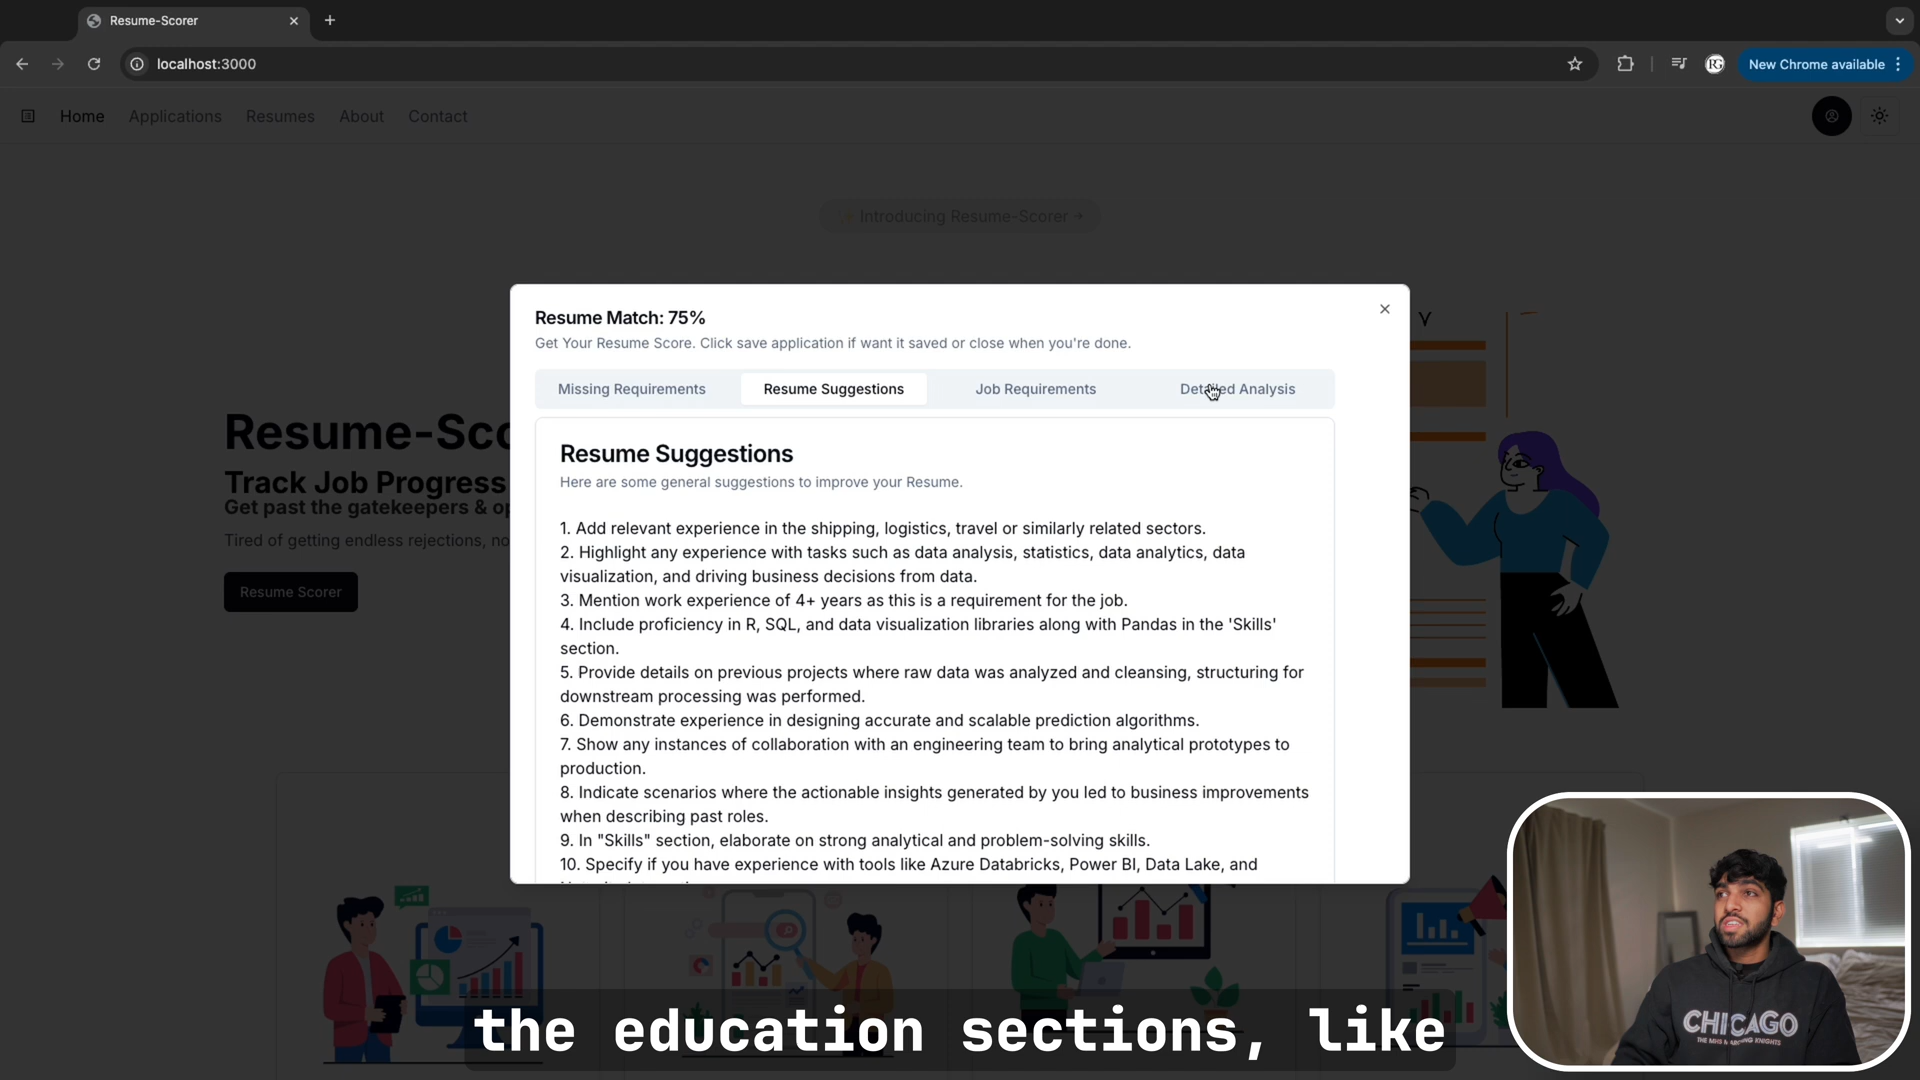 Resume-Scorer
localhost:3000
New Chrome available
Home
Applications
Resumes
About
Contact
Introducing Resume-Scorer
Resume Match: 75%
Get Your Resume Score. Click save application if want it saved or close when you're done.
Missing Requirements
Resume Suggestions
Job Requirements
Detailed Analysis
Resume-Sco
Track Job Progress
Get past the gatekeepers & o
Tired of getting endless rejections, no
Resume Scorer
Resume Suggestions
Here are some general suggestions to improve your Resume.
1. Add relevant experience in the shipping, logistics, travel or similarly related sectors.
2. Highlight any experience with tasks such as data analysis, statistics, data analytics, data
visualization, and driving business decisions from data.
3. Mention work experience of 4+ years as this is a requirement for the job.
4. Include proficiency in R, SQL, and data visualization libraries along with Pandas in the 'Skills'
section.
5. Provide details on previous projects where raw data was analyzed and cleansing, structuring for
downstream processing was performed.
6. Demonstrate experience in designing accurate and scalable prediction algorithms.
7. Show any instances of collaboration with an engineering team to bring analytical prototypes to
production.
8. Indicate scenarios where the actionable insights generated by you led to business improvements
when describing past roles.
9. In "Skills" section, elaborate on strong analytical and problem-solving skills.
10. Specify if you have experience with tools like Azure Databricks, Power BI, Data Lake, and
the education sections, like
CHICAGO